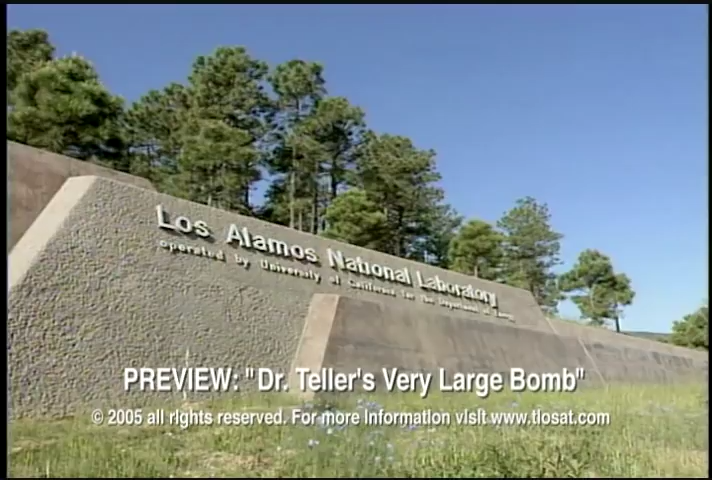 Los Alamos National Laboratory
operated by University of California for the Department of Energy
PREVIEW: "Dr. Teller's Very Large Bomb"
© 2005 all rights reserved. For more information visit www.tlosat.com